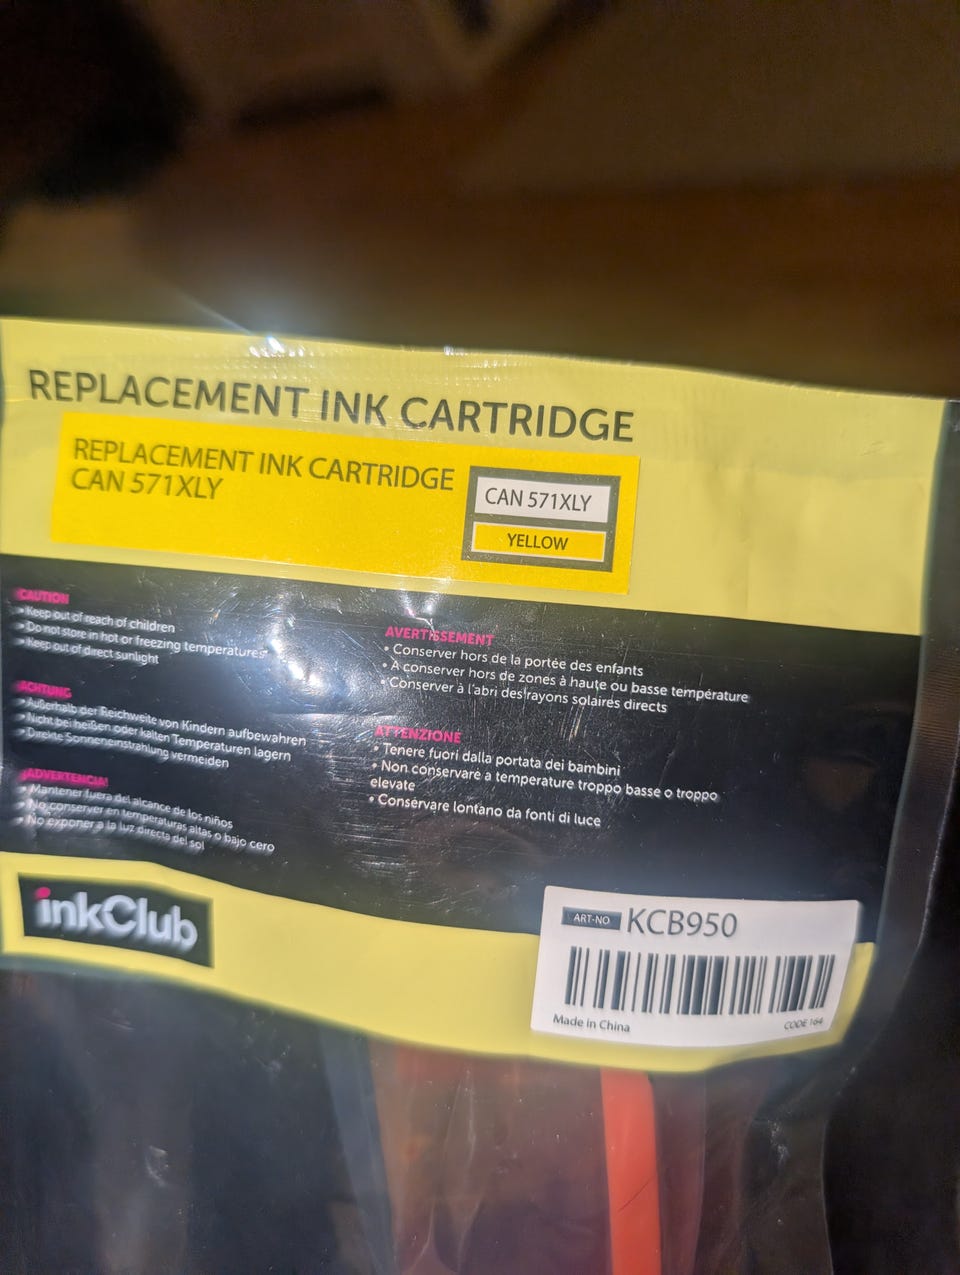 REPLACEMENT INK CARTRIDGE
REPLACEMENT INK CARTRIDGE
CAN 571XLY
CAN 571XLY
YELLOW
CAUTION
• Keep out of reach of children
• Do not store in hot or freezing temperatures
• Keep out of direct sunlight
ACHTUNG
• Außerhalb der Reichweite von Kindern aufbewahren
• Nicht bei heißen oder kalten Temperaturen lagern
• Direkte Sonneneinstrahlung vermeiden
¡ADVERTENCIA!
• Mantener fuera del alcance de los niños
• No conserver en temperaturas altas o bajo cero
• No exponer a la luz directa del sol
AVERTISSEMENT
• Conserver hors de la portée des enfants
• A conserver hors de zones à haute ou basse température
• Conserver à l'abri des rayons solaires directs
ATTENZIONE
• Tenere fuori dalla portata dei bambini
• Non conservare a temperature troppo basse o troppo
elevate
• Conservare lontano da fonti di luce
inkClub
ART-NO KCB950
Made in China
CODE 164